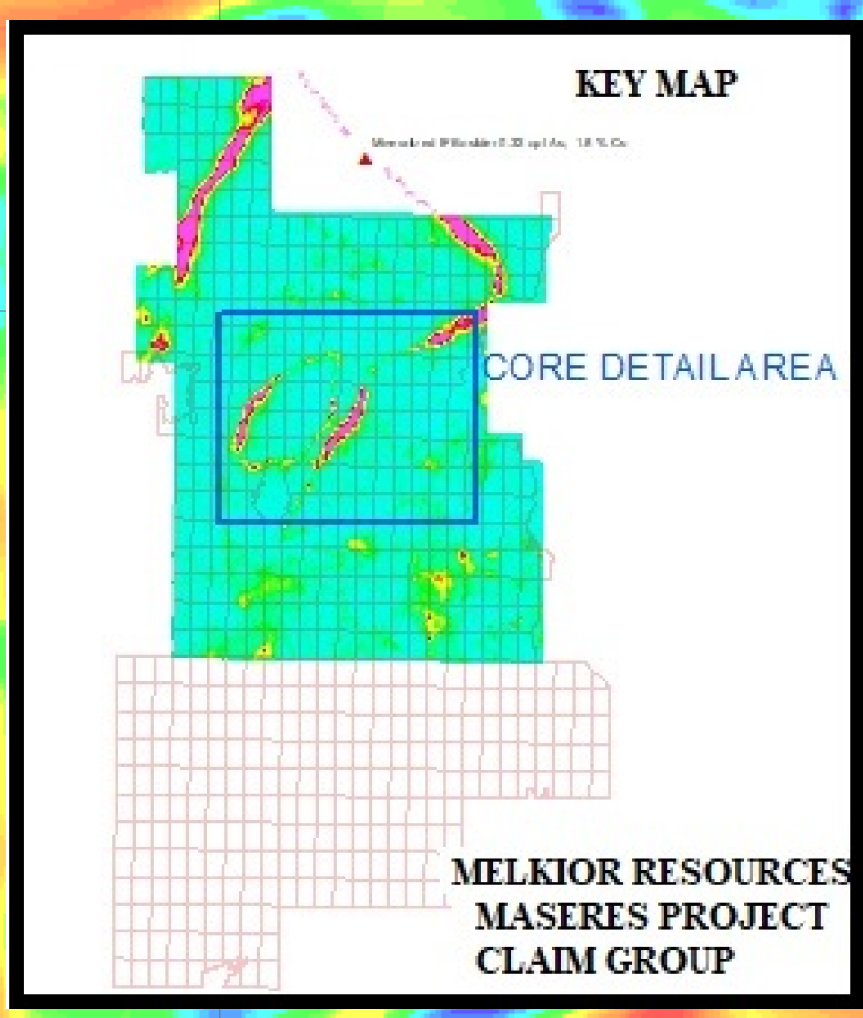 KEY MAP
CORE DETAIL AREA
MELKIOR RESOURCES
MASERES PROJECT
CLAIM GROUP